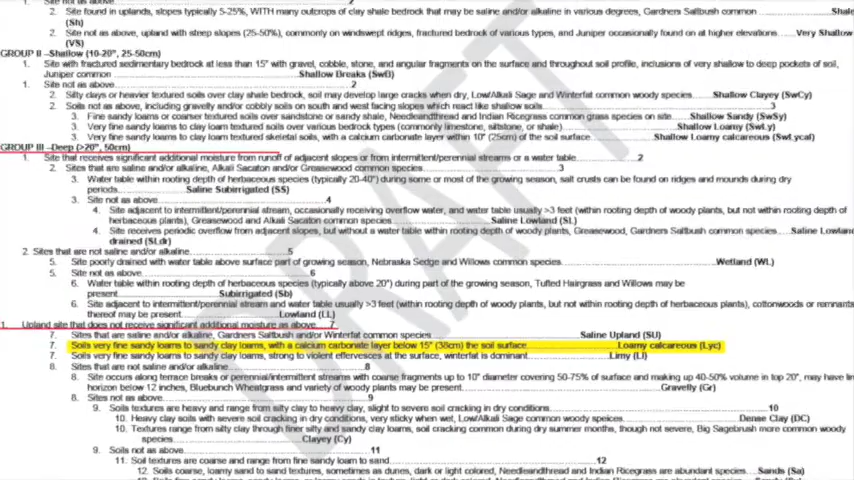 1. Site not as above.....................2
2. Site found in uplands, slopes typically 5-25%, WITH many outcrops of clay shale bedrock that may be saline and/or alkaline in various degrees, Gardners Saltbush common ..........Shale
(Sh)
2. Site not as above, upland with steep slopes (25-50%), commonly on windswept ridges, fractured bedrock of various types, and Juniper occasionally found on at higher elevations...Very Shallow
(VS)
GROUP II –Shallow (10-20", 25-50cm)
1. Site with fractured sedimentary bedrock at less than 15" with gravel, cobble, stone, and angular fragments on the surface and throughout soil profile, inclusions of very shallow to deep pockets of soil,
Juniper common ..........Shallow Breaks (SwB)
1. Site not as above..........2
2. Silty clays or heavier textured soils over clay shale bedrock, soil may develop large cracks when dry, Low/Alkali Sage and Winterfat common woody species..........Shallow Clayey (SwCy)
2. Soils not as above, including gravelly and/or cobbly soils on south and west facing slopes which react like shallow soils..........3
3. Fine sandy loams or coarser textured soils over sandstone or sandy shale, Needleandthread and Indian Ricegrass common grass species on site..........Shallow Sandy (SwSy)
3. Very fine sandy loams to clay loam textured soils over various bedrock types (commonly limestone, siltstone, or shale)..........Shallow Loamy (SwLy)
3. Very fine sandy loams to clay loam textured skeletal soils, with a calcium carbonate layer within 10" (25cm) of the soil surface..........Shallow Loamy calcareous (SwLycal)
GROUP III –Deep (>20", 50cm)
1. Site that receives significant additional moisture from runoff of adjacent slopes or from intermittent/perennial streams or a water table..........2
2. Sites that are saline and/or alkaline, Alkali Sacaton and/or Greasewood common species..........3
3. Water table within rooting depth of herbaceous species (typically 20-40") during some or most of the growing season, salt crusts can be found on ridges and mounds during dry
periods..........Saline Subirrigated (SS)
3. Site not as above..........4
4. Site adjacent to intermittent/perennial stream, occasionally receiving overflow water, and water table usually >3 feet (within rooting depth of woody plants, but not within rooting depth of
herbaceous plants), Greasewood and Alkali Sacaton common species..........Saline Lowland (SL)
4. Site receives periodic overflow from adjacent slopes, but without a water table within rooting depth of woody plants, Greasewood, Gardners Saltbush common species.....Saline Lowland
drained (SLdr)
2. Sites that are not saline and/or alkaline..........5
5. Site poorly drained with water table above surface part of growing season, Nebraska Sedge and Willows common species..........Wetland (WL)
5. Site not as above..........6
6. Water table within rooting depth of herbaceous species (typically above 20") during part of the growing season, Tufted Hairgrass and Willows may be
present..........Subirrigated (Sb)
6. Site adjacent to intermittent/perennial stream and water table usually >3 feet (within rooting depth of woody plants, but not within rooting depth of herbaceous plants), cottonwoods or remnants
thereof may be present..........Lowland (LL)
1. Upland site that does not receive significant additional moisture as above....7
7. Sites that are saline and/or alkaline, Gardners Saltbush and/or Winterfat common species ..........Saline Upland (SU)
7. Soils very fine sandy loams to sandy clay loams, with a calcium carbonate layer below 15" (38cm) the soil surface..........Loamy calcareous (Lyc)
7. Soils very fine sandy loams to sandy clay loams, strong to violent effervesces at the surface, winterfat is dominant..........Limy (Li)
8. Sites that are not saline and/or alkaline..........8
8. Site occurs along terrace breaks or perennial/intermittent streams with coarse fragments up to 10" diameter covering 50-75% of surface and making up 40-50% volume in top 20", may have
horizon below 12 inches, Bluebunch Wheatgrass and variety of woody plants may be present..........Gravelly (Gr)
8. Sites not as above..........9
9. Soils textures are heavy and range from silty clay to heavy clay, slight to severe soil cracking in dry conditions..........10
10. Heavy clay soils with severe soil cracking in dry conditions, very sticky when wet, Low/Alkali Sage common woody speices..........Dense Clay (DC)
10. Textures range from silty clay through finer silty and sandy clay loams, soil cracking common during dry summer months, though not severe, Big Sagebrush more common woody
species..........Clayey (Cy)
9. Soils not as above..........11
11. Soil textures are coarse and range from fine sandy loam to sand..........12
12. Soils coarse, loamy sand to sand textures, sometimes as dunes, dark or light colored, Needleandthread and Indian Ricegrass are abundant species....Sands (Sa)
DRAFT